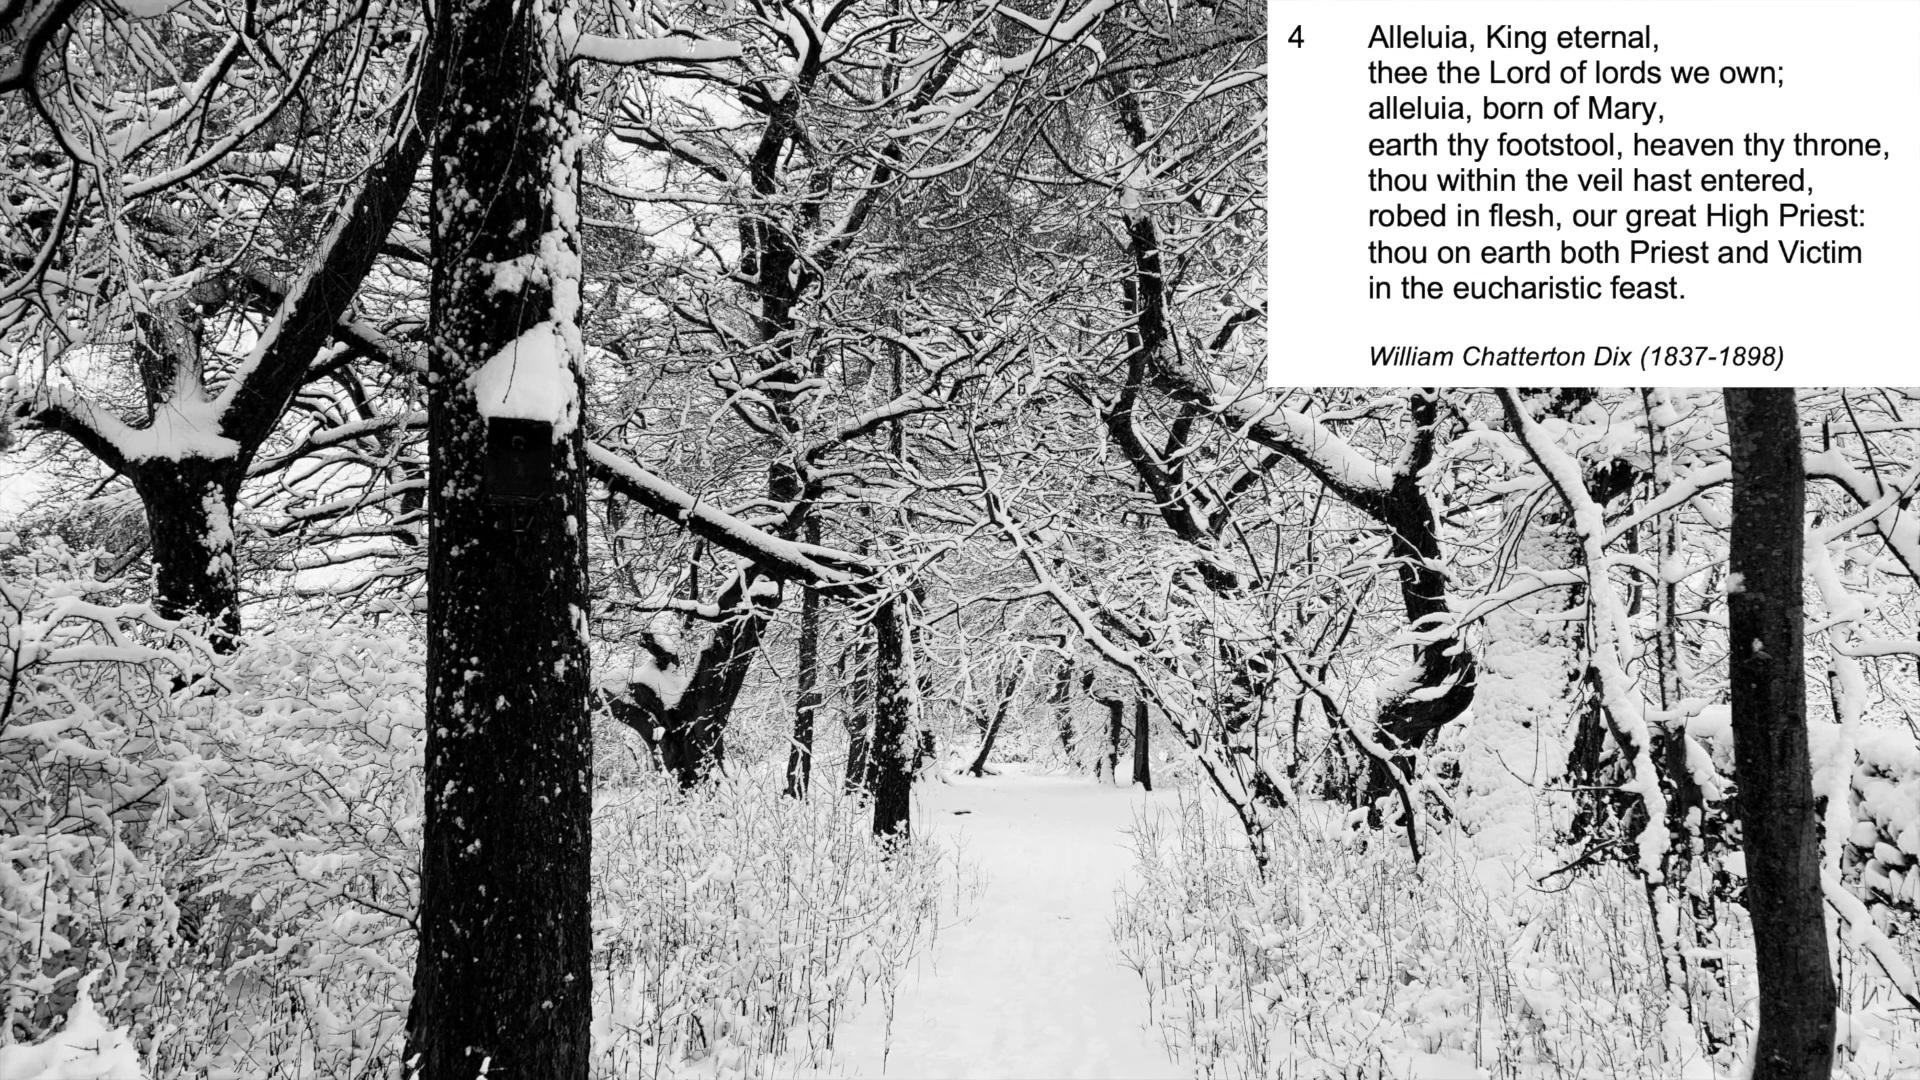 4 Alleluia, King eternal,
thee the Lord of lords we own;
alleluia, born of Mary,
earth thy footstool, heaven thy throne,
thou within the veil hast entered,
robed in flesh, our great High Priest:
thou on earth both Priest and Victim
in the eucharistic feast.
William Chatterton Dix (1837-1898)